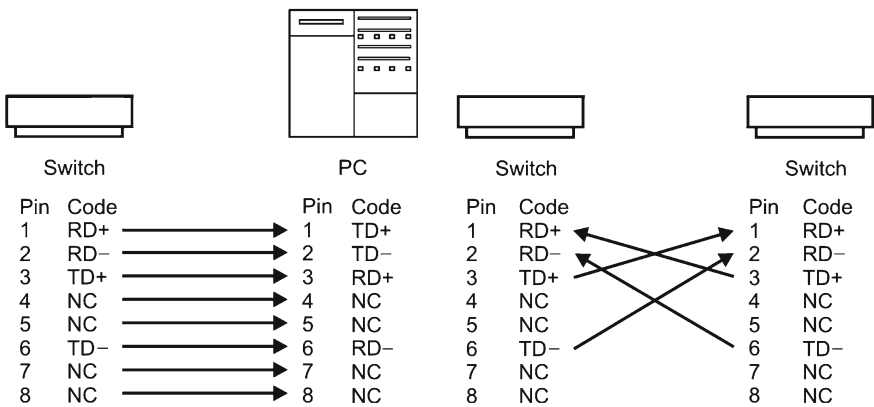 Switch PC Switch Switch
Pin Code Pin Code Pin Code Pin Code
1 RD+ 1 TD+ 1 RD+ 1 RD+
2 RD− 2 TD− 2 RD− 2 RD−
3 TD+ 3 RD+ 3 TD+ 3 TD+
4 NC 4 NC 4 NC 4 NC
5 NC 5 NC 5 NC 5 NC
6 TD− 6 RD− 6 TD− 6 TD−
7 NC 7 NC 7 NC 7 NC
8 NC 8 NC 8 NC 8 NC